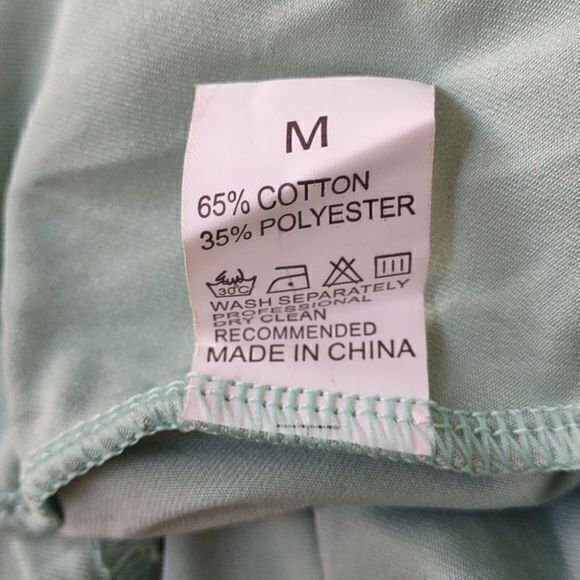 M
65% COTTON
35% POLYESTER
30°C
WASH SEPARATELY
PROFESSIONAL
DRY CLEAN
RECOMMENDED
MADE IN CHINA